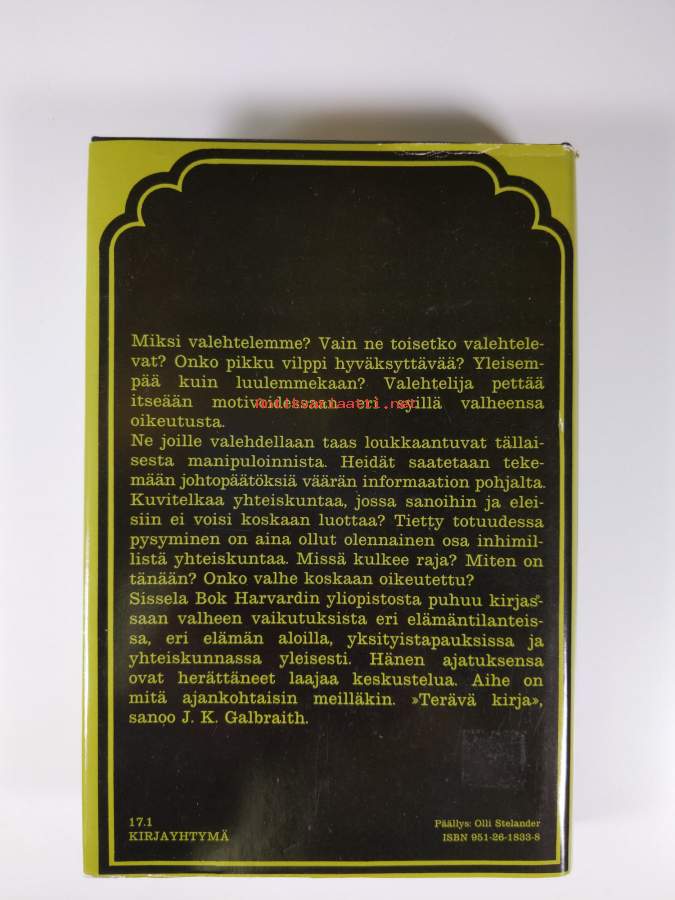 Miksi valehtelemme? Vain ne toisetko valehtele-
vat? Onko pikku vilppi hyväksyttävää? Yleisem-
pää kuin luulemmekaan? Valehtelija pettää
itseään motivoidessaan eri syillä valheensa
oikeutusta.
Ne joille valehdellaan taas loukkaantuvat tällai-
sesta manipuloinnista. Heidät saatetaan teke-
mään johtopäätöksiä väärän informaation pohjalta.
Kuvitelkaa yhteiskuntaa, jossa sanoihin ja elei-
siin ei voisi koskaan luottaa? Tietty totuudessa
pysyminen on aina ollut olennainen osa inhimil-
listä yhteiskuntaa. Missä kulkee raja? Miten on
tänään? Onko valhe koskaan oikeutettu?
Sissela Bok Harvardin yliopistosta puhuu kirjas-
saan valheen vaikutuksista eri elämäntilanteis-
sa, eri elämän aloilla, yksityistapauksissa ja
yhteiskunnassa yleisesti. Hänen ajatuksensa
ovat herättäneet laajaa keskustelua. Aihe on
mitä ajankohtaisin meilläkin. »Terävä kirja»,
sanoo J. K. Galbraith.
17.1
KIRJAYHTYMÄ
Päällys: Olli Stelander
ISBN 951-26-1833-8